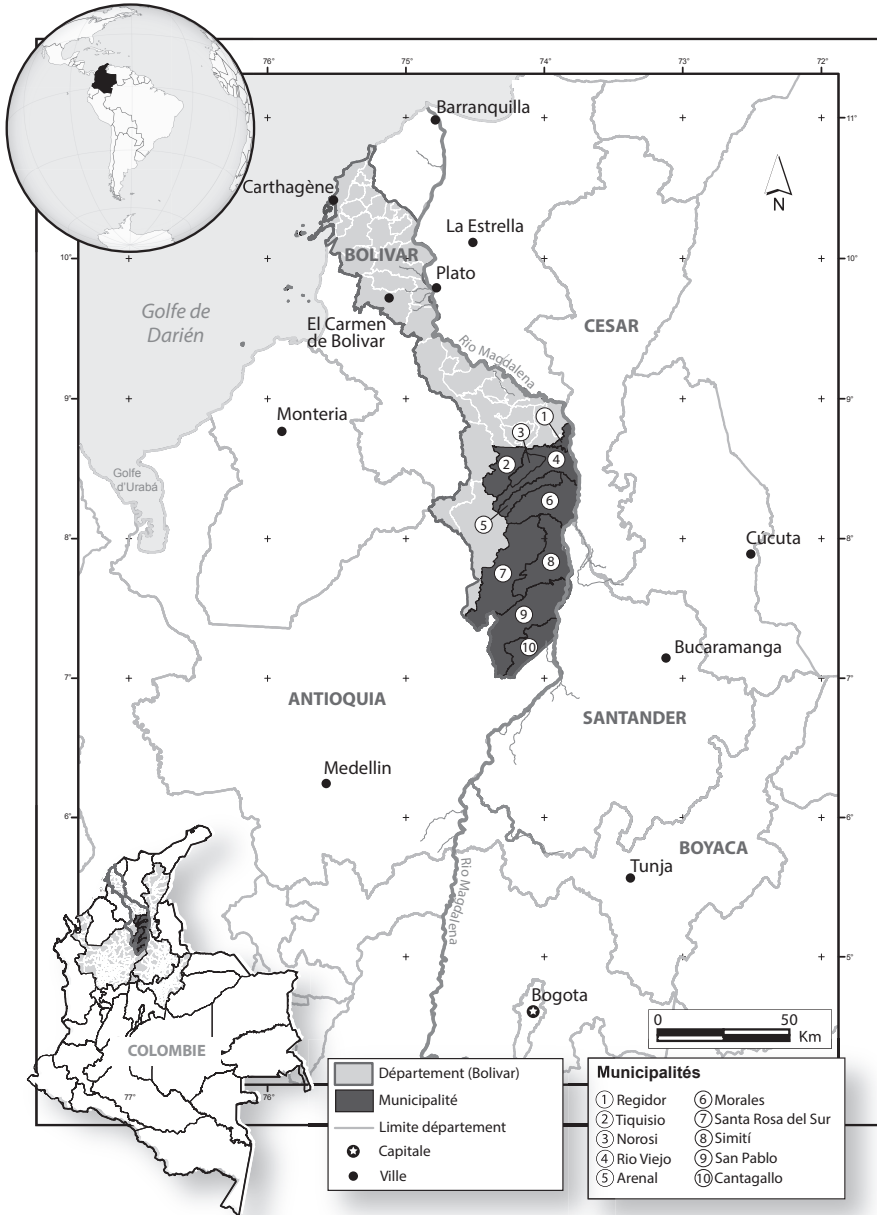 76°
75°
74°
73°
72°
Barranquilla
11°
11°
Carthagène
N
La Estrella
BOLIVAR
10°
10°
Plato
Golfe de
Darién
El Carmen
de Bolivar
CESAR
Rio Magdalena
9°
9°
Monteria
1
3
2
4
Golfe
d'Urabá
6
5
8°
8°
Cúcuta
7
8
9
Bucaramanga
10
7°
7°
ANTIOQUIA
SANTANDER
Medellin
6°
6°
BOYACA
Tunja
Rio Magdalena
5°
5°
Bogota
0 50
Km
COLOMBIE
77°
76°
Département (Bolivar)
Municipalité
Limite département
Capitale
Ville
Municipalités
1 Regidor
2 Tiquisio
3 Norosi
4 Rio Viejo
5 Arenal
6 Morales
7 Santa Rosa del Sur
8 Simití
9 San Pablo
10 Cantagallo